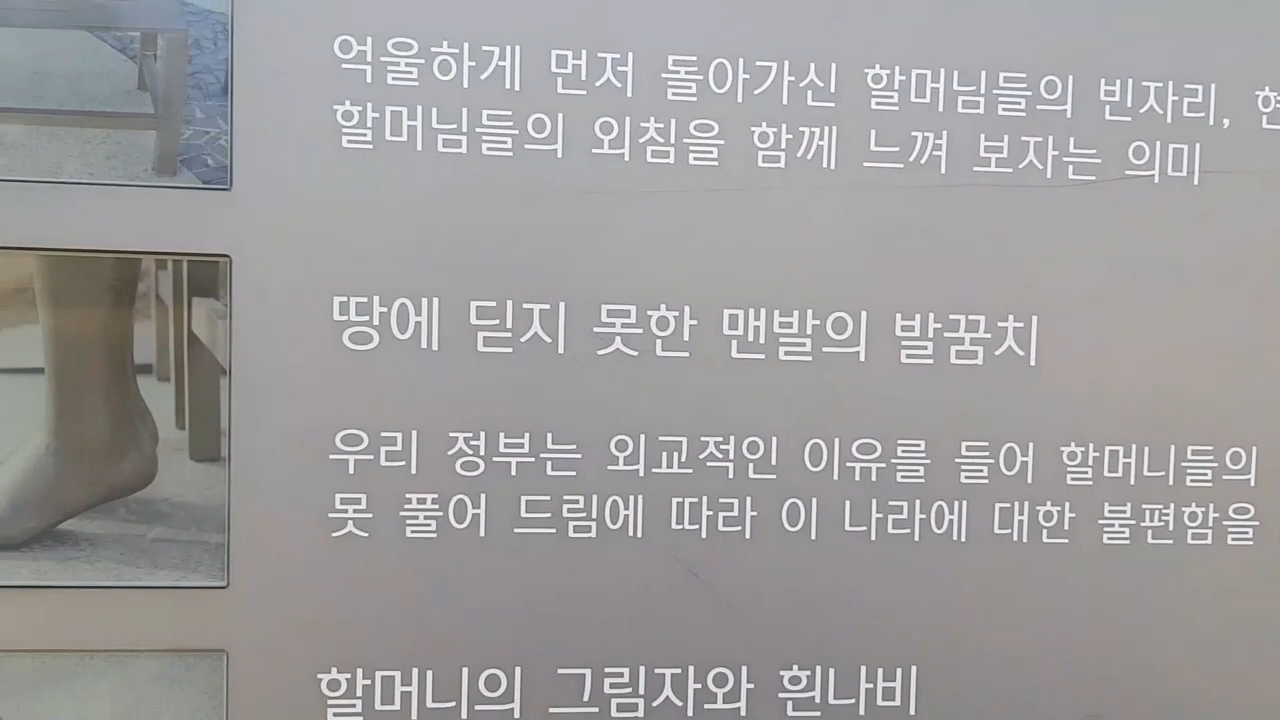 억울하게 먼저 돌아가신 할머님들의 빈자리,
할머님들의 외침을 함께 느껴 보자는 의미
땅에 딛지 못한 맨발의 발꿈치
우리 정부는 외교적인 이유를 들어 할머니들의
못 풀어 드림에 따라 이 나라에 대한 불편함을
할머니의 그림자와 흰나비